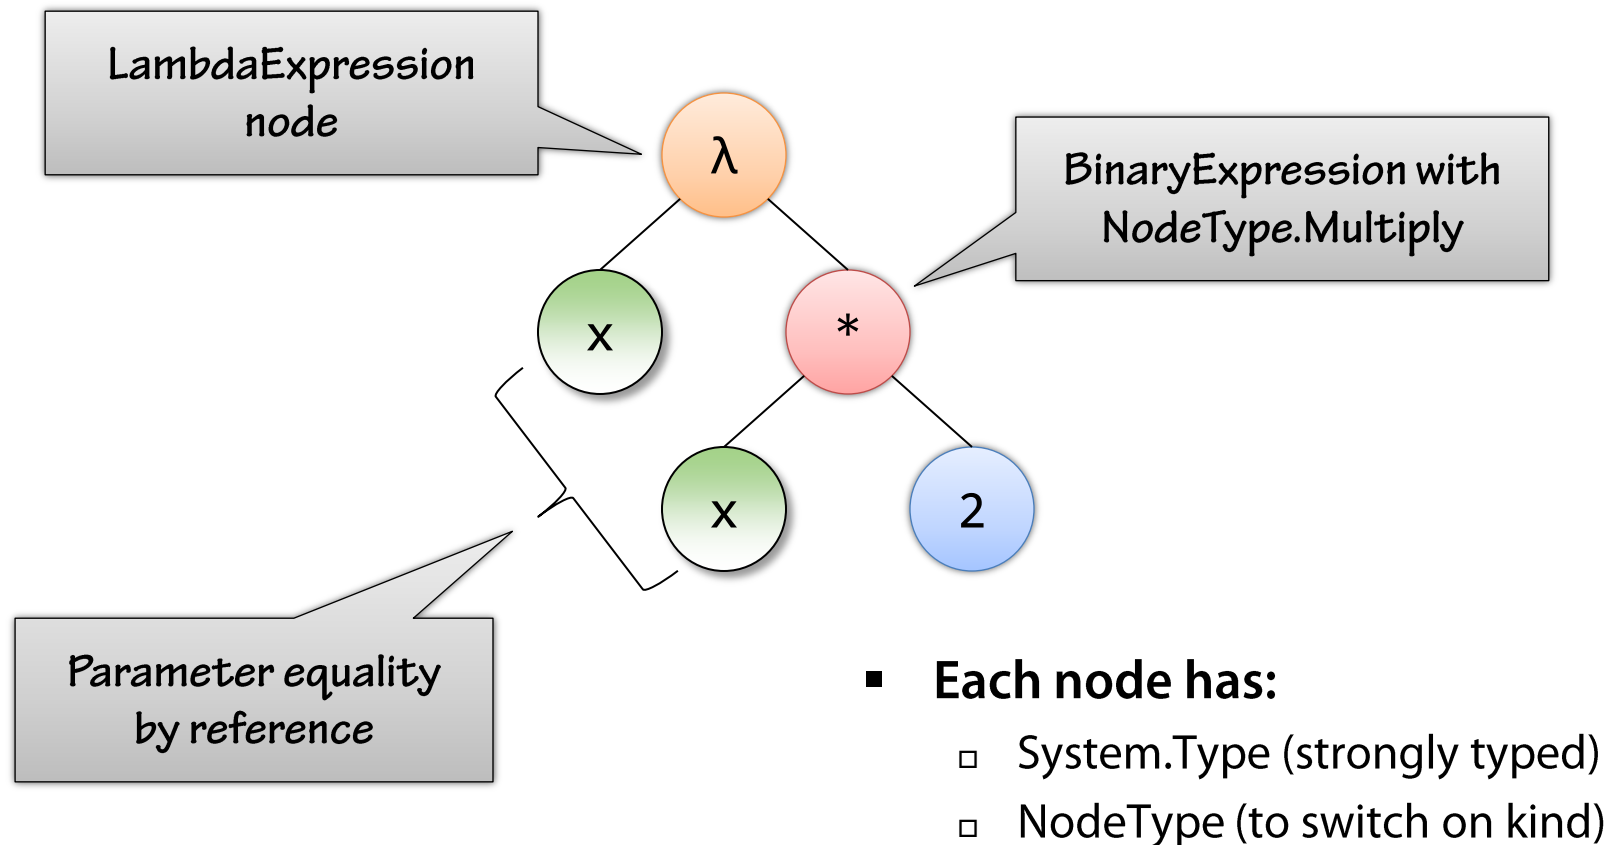 LambdaExpression
node
λ
BinaryExpression with
NodeType.Multiply
x
*
x
2
Parameter equality
by reference
Each node has:
System.Type (strongly typed)
NodeType (to switch on kind)